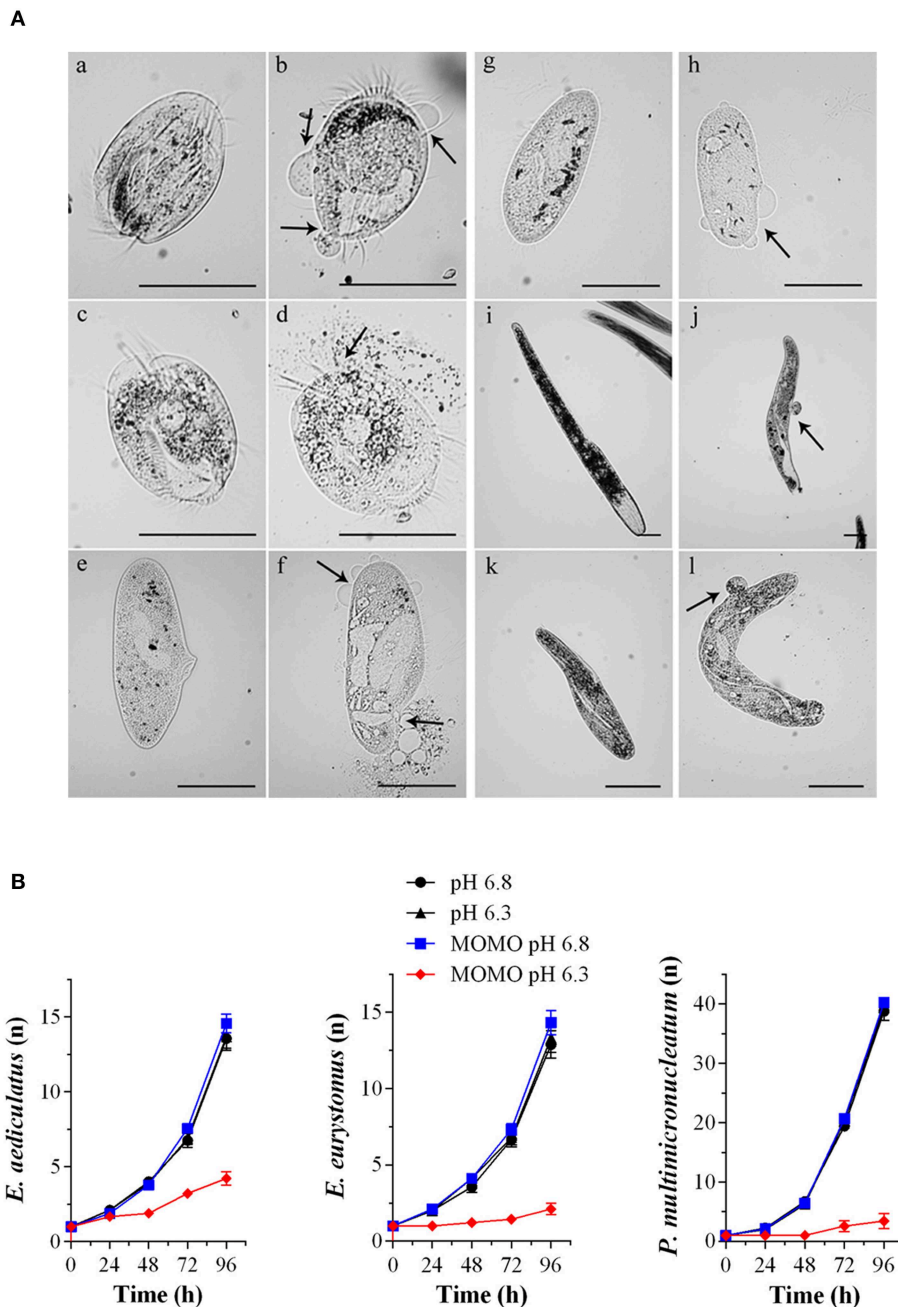 A
a
b
g
h
c
d
i
j
e
f
k
l
B
pH 6.8
pH 6.3
MOMO pH 6.8
MOMO pH 6.3
E. aediculatus (n)
15
10
5
0
0 24 48 72 96
Time (h)
E. eurystomus (n)
15
10
5
0
0 24 48 72 96
Time (h)
P. multimicronucleatum (n)
40
30
20
10
0
0 24 48 72 96
Time (h)